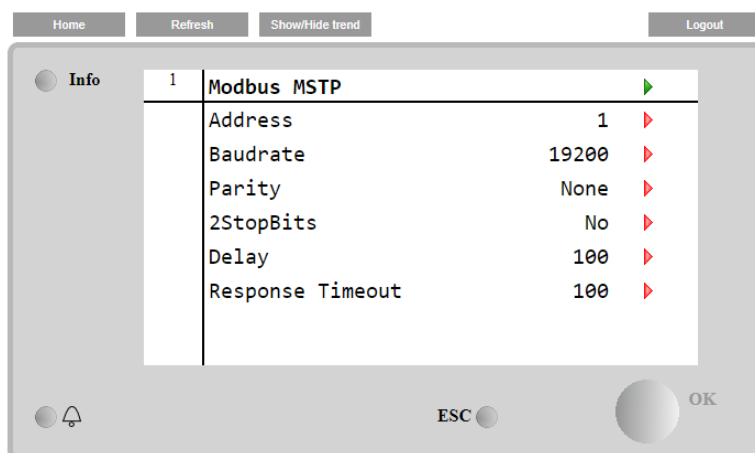 Home Refresh Show/Hide trend Logout
Info 1 Modbus MSTP
Address 1
Baudrate 19200
Parity None
2StopBits No
Delay 100
Response Timeout 100
ESC OK